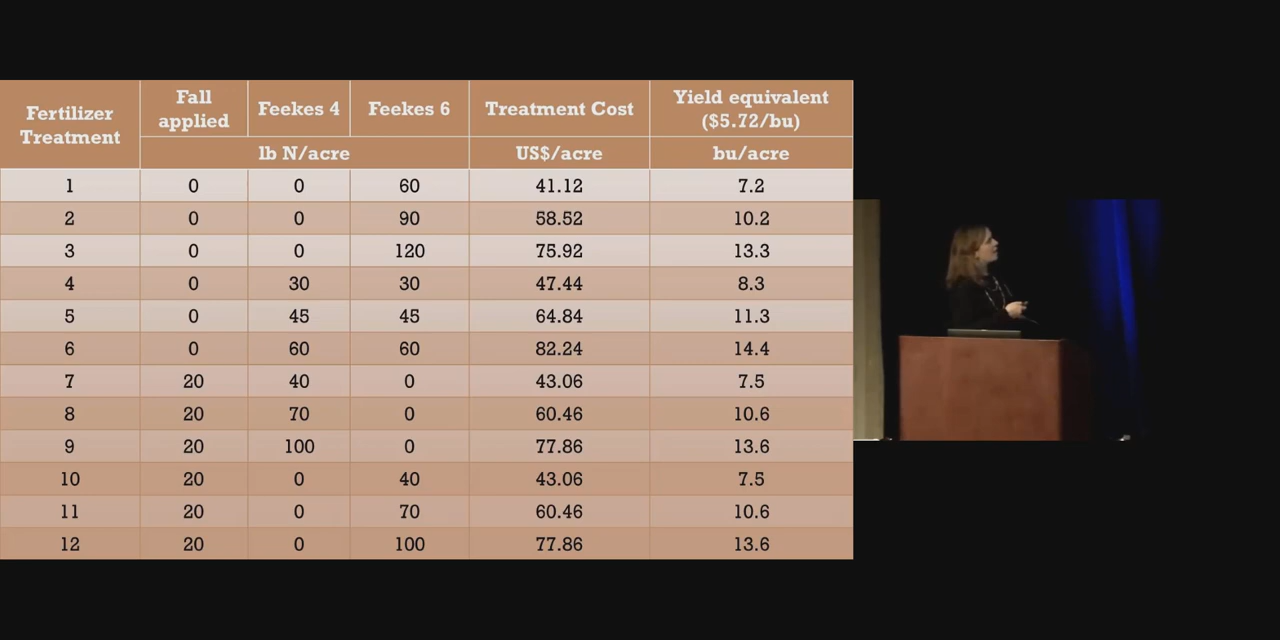 Fertilizer Treatment Fall applied Feekes 4 Feekes 6 Treatment Cost Yield equivalent ($5.72/bu)
lb N/acre US$/acre bu/acre
1 0 0 60 41.12 7.2
2 0 0 90 58.52 10.2
3 0 0 120 75.92 13.3
4 0 30 30 47.44 8.3
5 0 45 45 64.84 11.3
6 0 60 60 82.24 14.4
7 20 40 0 43.06 7.5
8 20 70 0 60.46 10.6
9 20 100 0 77.86 13.6
10 20 0 40 43.06 7.5
11 20 0 70 60.46 10.6
12 20 0 100 77.86 13.6